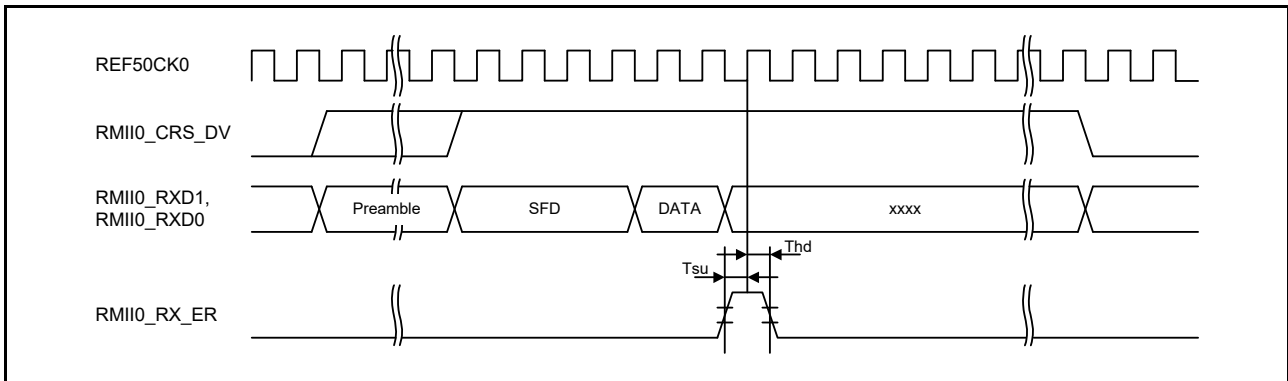 REF50CK0
RMII0_CRS_DV
RMII0_RXD1,
RMII0_RXD0
Preamble
SFD
DATA
xxxx
Thd
Tsu
RMII0_RX_ER